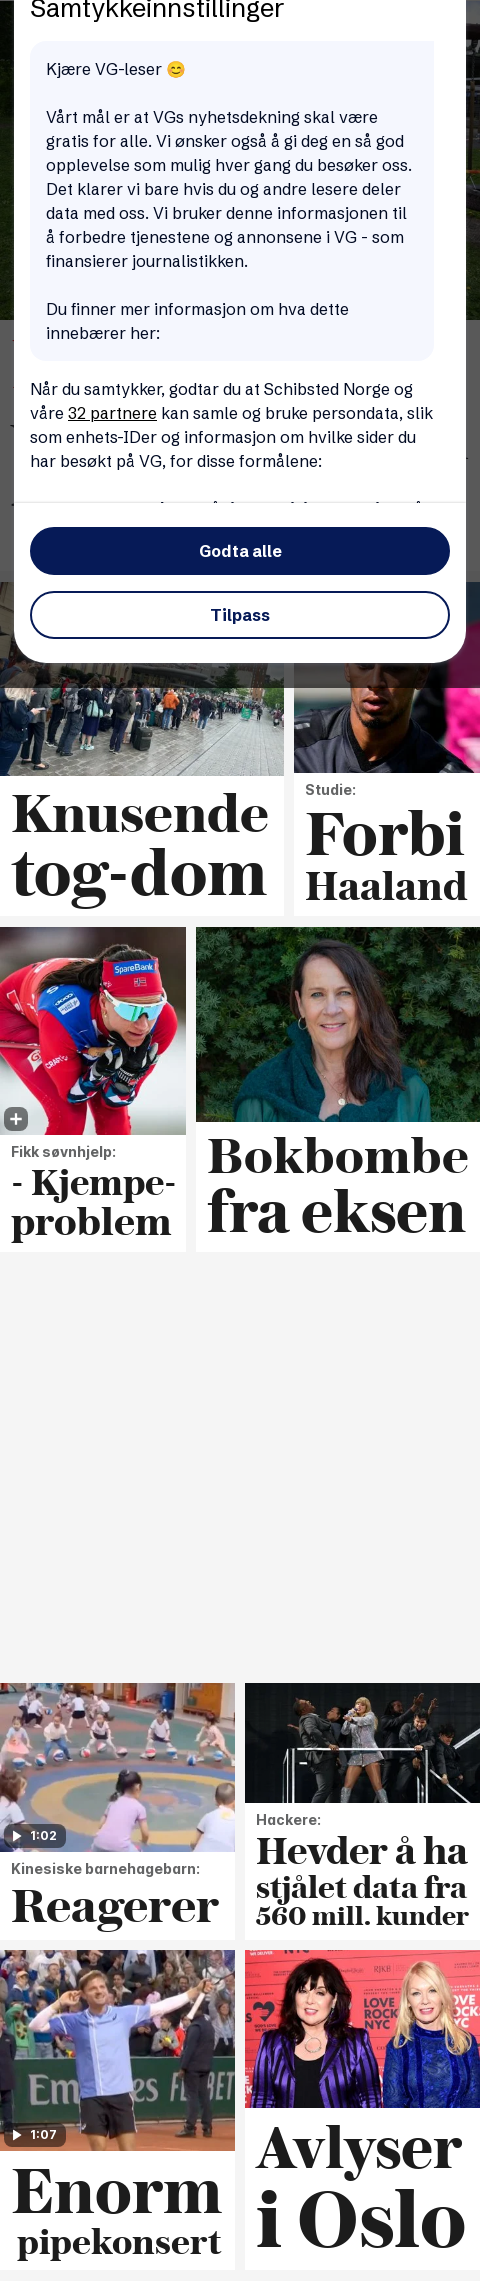 Samtykkeinnstillinger
Kjære VG-leser 😊
Vårt mål er at VGs nyhetsdekning skal være
gratis for alle. Vi ønsker også å gi deg en så god
opplevelse som mulig hver gang du besøker oss.
Det klarer vi bare hvis du og andre lesere deler
data med oss. Vi bruker denne informasjonen til
å forbedre tjenestene og annonsene i VG - som
finansierer journalistikken.
Du finner mer informasjon om hva dette
innebærer her:
Når du samtykker, godtar du at Schibsted Norge og
våre 32 partnere kan samle og bruke persondata, slik
som enhets-IDer og informasjon om hvilke sider du
har besøkt på VG, for disse formålene:
Godta alle
Tilpass
Knusende
tog-dom
Studie:
Forbi
Haaland
SpareBank
Fikk søvnhjelp:
- Kjempe-
problem
Bokbombe
fra eksen
1:02
Kinesiske barnehagebarn:
Reagerer
Hackere:
Hevder å ha
stjålet data fra
560 mill. kunder
1:07
Enorm
pipekonsert
LOVE
ROCKS
NYC
Avlyser
i Oslo